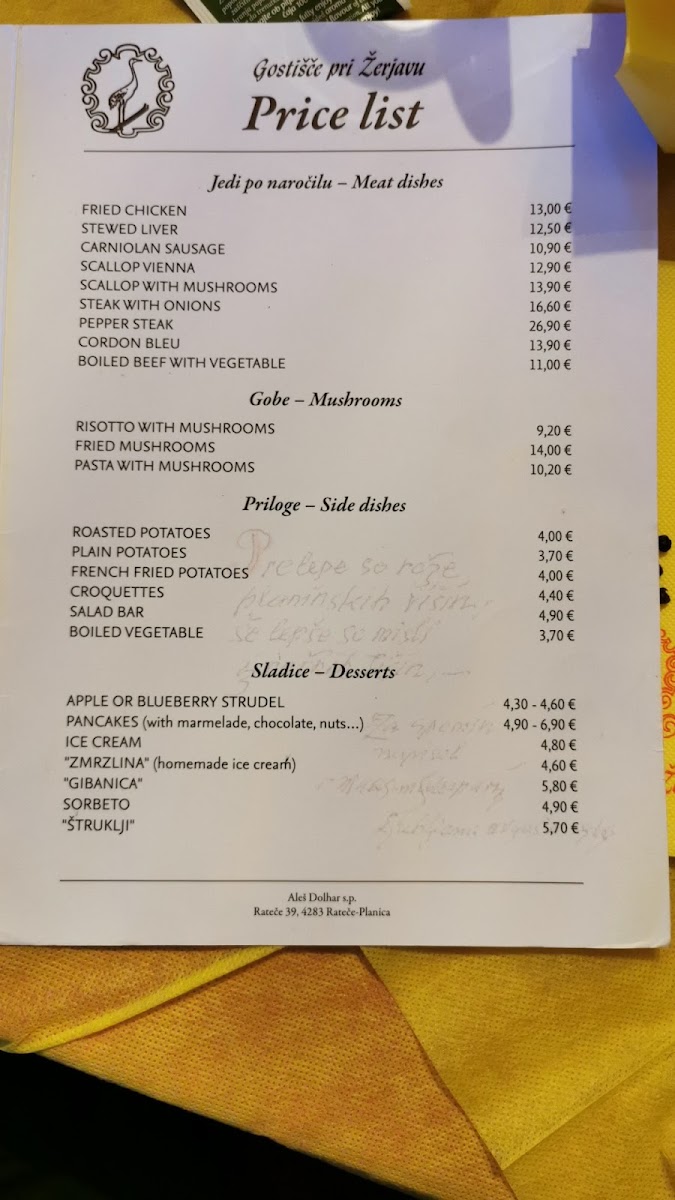 Gostišče pri Žerjavu
Price list
Jedi po naročilu – Meat dishes
FRIED CHICKEN 13,00 €
STEWED LIVER 12,50 €
CARNIOLAN SAUSAGE 10,90 €
SCALLOP VIENNA 12,90 €
SCALLOP WITH MUSHROOMS 13,90 €
STEAK WITH ONIONS 16,60 €
PEPPER STEAK 26,90 €
CORDON BLEU 13,90 €
BOILED BEEF WITH VEGETABLE 11,00 €
Gobe – Mushrooms
RISOTTO WITH MUSHROOMS 9,20 €
FRIED MUSHROOMS 14,00 €
PASTA WITH MUSHROOMS 10,20 €
Priloge – Side dishes
ROASTED POTATOES 4,00 €
PLAIN POTATOES 3,70 €
FRENCH FRIED POTATOES 4,00 €
CROQUETTES 4,40 €
SALAD BAR 4,90 €
BOILED VEGETABLE 3,70 €
Prelepe so rože
planinskih višin,
še lepše so misli
Sladice – Desserts
APPLE OR BLUEBERRY STRUDEL 4,30 - 4,60 €
PANCAKES (with marmelade, chocolate, nuts...) 4,90 - 6,90 €
ICE CREAM 4,80 €
"ZMRZLINA" (homemade ice cream) 4,60 €
"GIBANICA" 5,80 €
SORBETO 4,90 €
"ŠTRUKLJI" 5,70 €
Za spomin
napisal
Aleš Dolhar s.p.
Rateče 39, 4283 Rateče-Planica